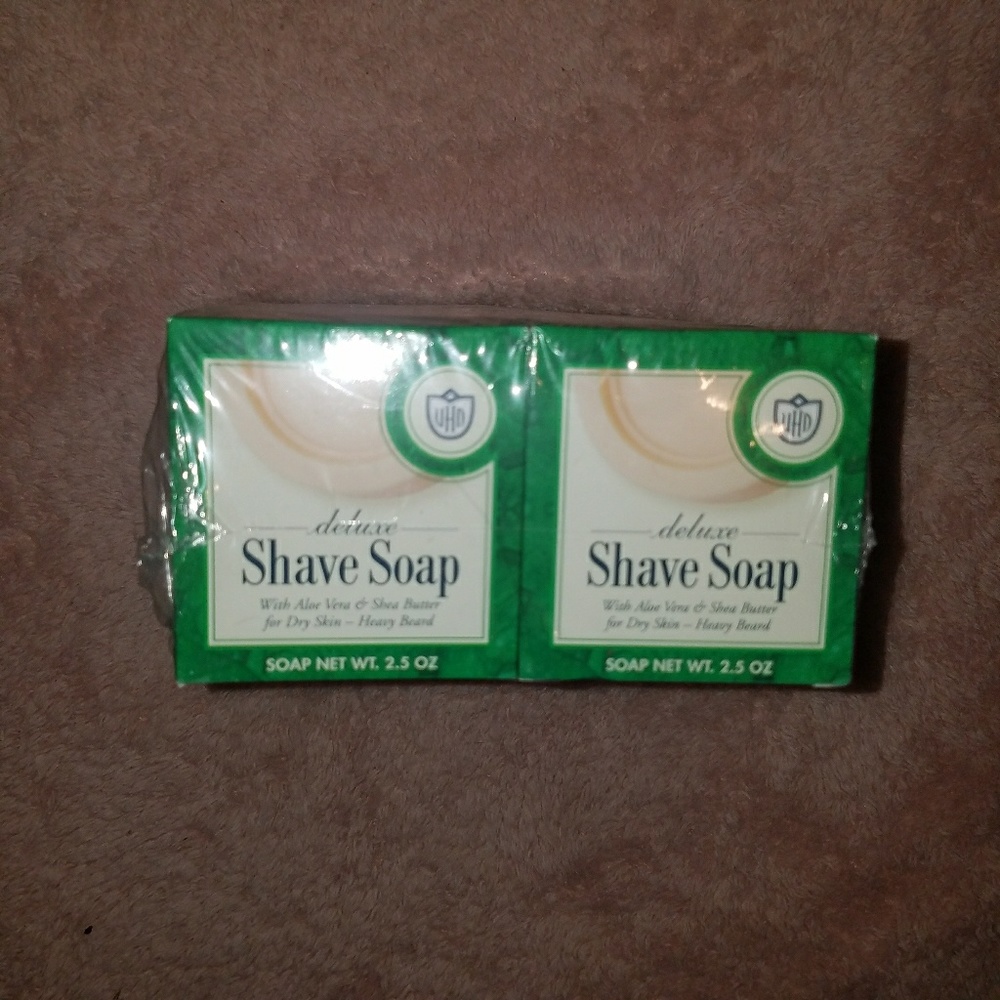 VHD
deluxe
Shave Soap
With Aloe Vera & Shea Butter
for Dry Skin – Heavy Beard
SOAP NET WT. 2.5 OZ
VHD
deluxe
Shave Soap
With Aloe Vera & Shea Butter
for Dry Skin – Heavy Beard
SOAP NET WT. 2.5 OZ